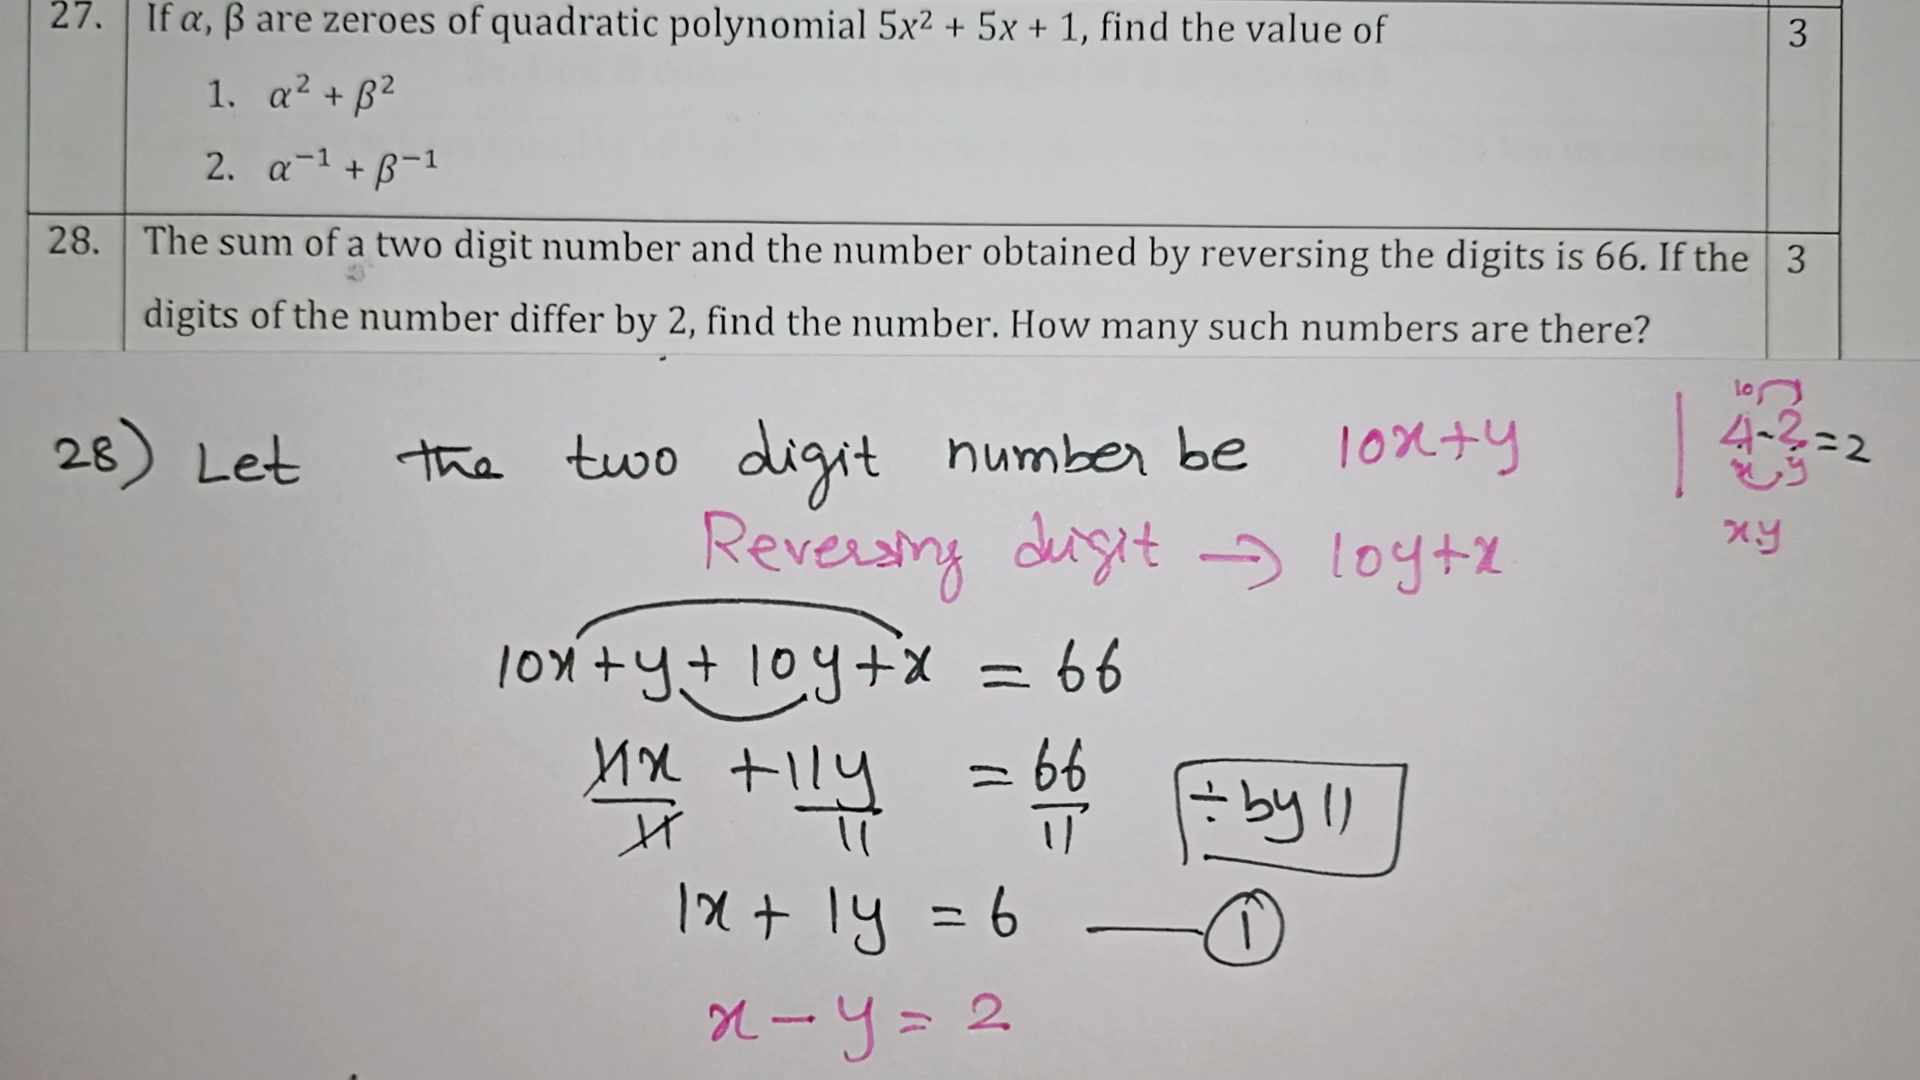 27. If α, β are zeroes of quadratic polynomial 5x² + 5x + 1, find the value of 3
1. α² + β²
2. α⁻¹ + β⁻¹
28. The sum of a two digit number and the number obtained by reversing the digits is 66. If the 3
digits of the number differ by 2, find the number. How many such numbers are there?
28) Let the two digit number be 10x+y
10
4-2=2
x y
xy
Reversing digit → 10y+x
10x+y+10y+x = 66
11x/11 +11y/11 = 66/11 ÷ by 11
1x + 1y = 6 — ①
x - y = 2